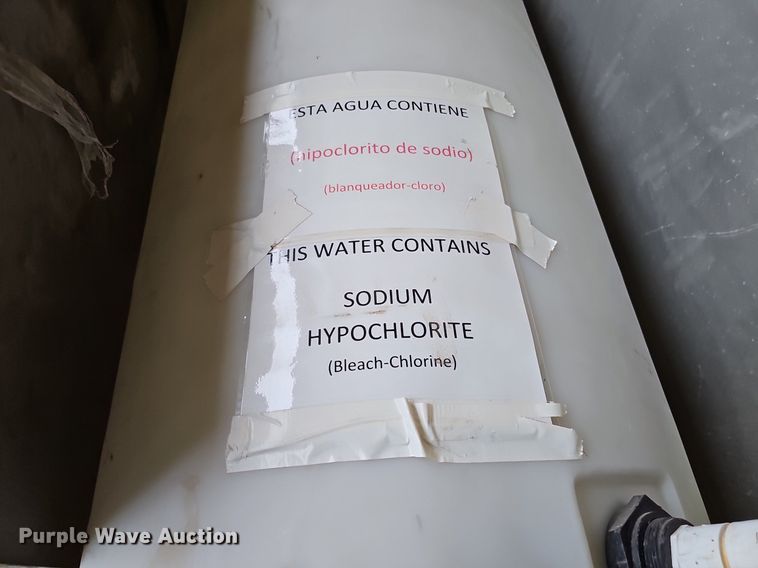 ESTA AGUA CONTIENE
(hipoclorito de sodio)
(blanqueador-cloro)
THIS WATER CONTAINS
SODIUM
HYPOCHLORITE
(Bleach-Chlorine)
Purple Wave Auction